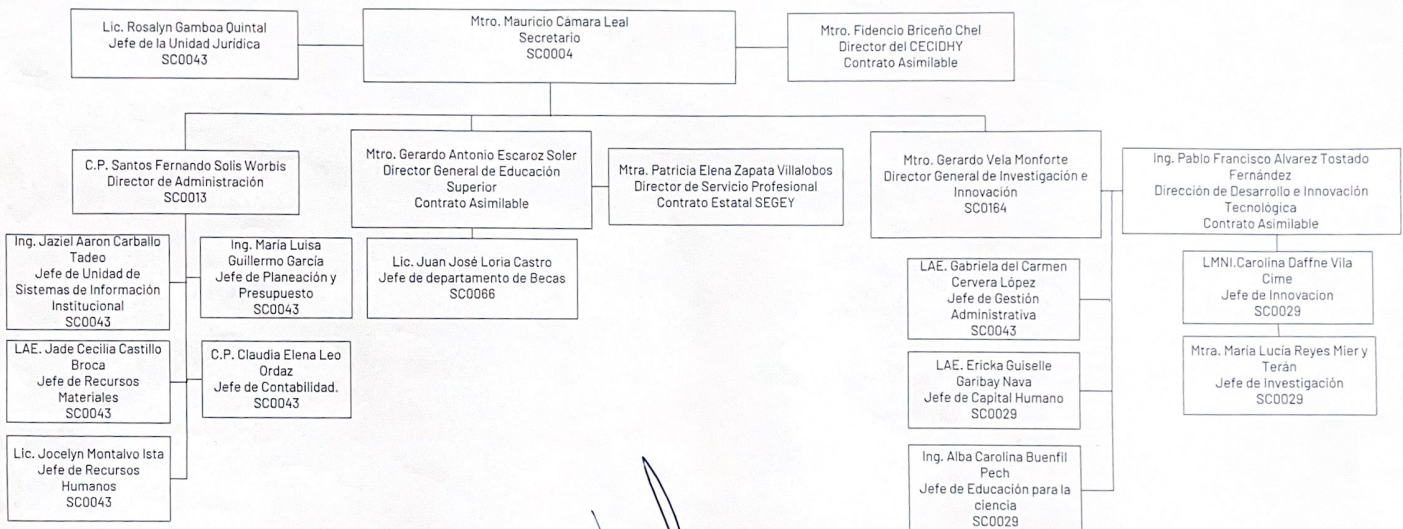 Lic. Rosalyn Gamboa Quintal
Jefe de la Unidad Jurídica
SC0043
Mtro. Mauricio Cámara Leal
Secretario
SC0004
Mtro. Fidencio Briceño Chel
Director del CECIDHY
Contrato Asimilable
C.P. Santos Fernando Solis Worbis
Director de Administración
SC0013
Mtro. Gerardo Antonio Escaroz Soler
Director General de Educación
Superior
Contrato Asimilable
Mtra. Patricia Elena Zapata Villalobos
Director de Servicio Profesional
Contrato Estatal SEGEY
Mtro. Gerardo Vela Monforte
Director General de Investigación e
Innovación
SC0164
Ing. Pablo Francisco Alvarez Tostado
Fernández
Dirección de Desarrollo e Innovación
Tecnológica
Contrato Asimilable
Ing. Jaziel Aaron Carballo
Tadeo
Jefe de Unidad de
Sistemas de Información
Institucional
SC0043
Ing. María Luisa
Guillermo García
Jefe de Planeación y
Presupuesto
SC0043
Lic. Juan José Loria Castro
Jefe de departamento de Becas
SC0066
LAE. Gabriela del Carmen
Cervera López
Jefe de Gestión
Administrativa
SC0043
LMNI.Carolina Daffne Vila
Cime
Jefe de Innovacion
SC0029
LAE. Jade Cecilia Castillo
Broca
Jefe de Recursos
Materiales
SC0043
C.P. Claudia Elena Leo
Ordaz
Jefe de Contabilidad.
SC0043
LAE. Ericka Guiselle
Garibay Nava
Jefe de Capital Humano
SC0029
Mtra. María Lucía Reyes Mier y
Terán
Jefe de Investigación
SC0029
Lic. Jocelyn Montalvo Ista
Jefe de Recursos
Humanos
SC0043
Ing. Alba Carolina Buenfil
Pech
Jefe de Educación para la
ciencia
SC0029